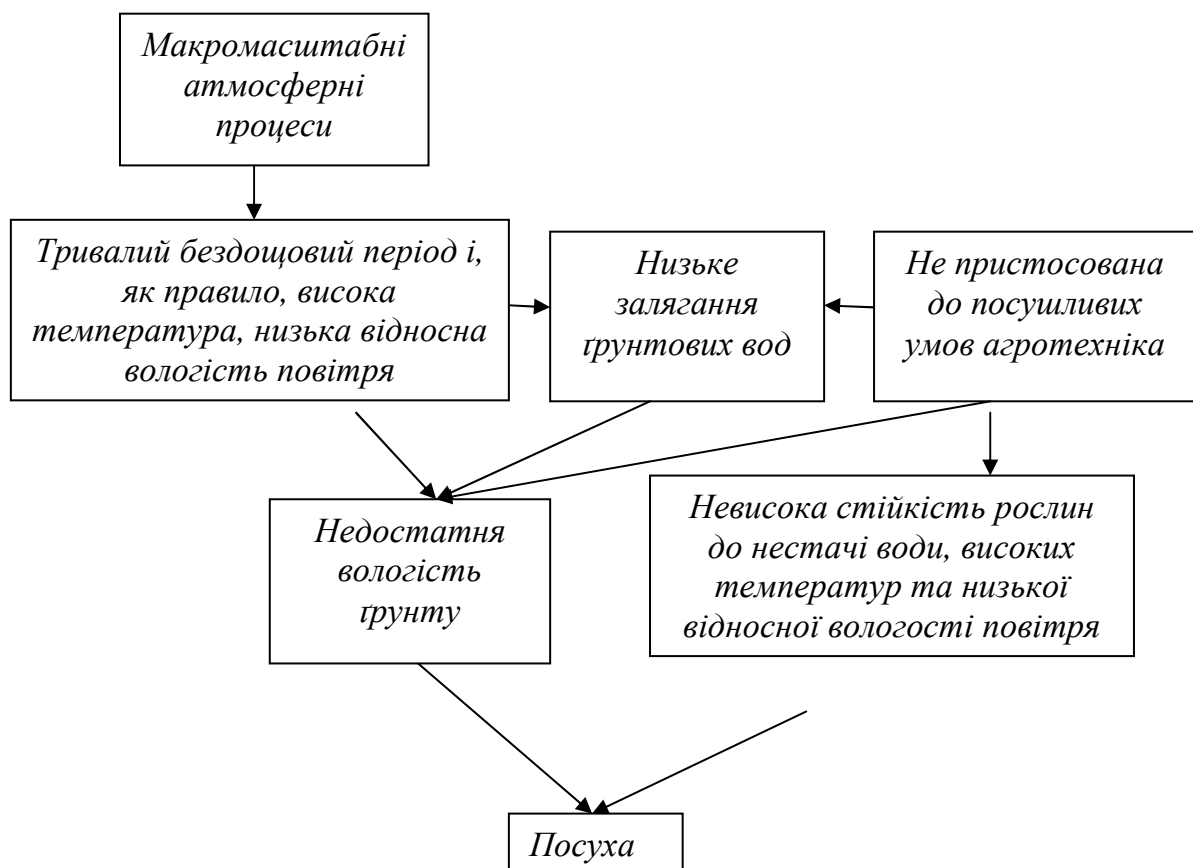 Макромасштабні
атмосферні
процеси
Тривалий бездощовий період і,
як правило, висока
температура, низька відносна
вологість повітря
Низьке
залягання
ґрунтових вод
Не пристосована
до посушливих
умов агротехніка
Недостатня
вологість
ґрунту
Невисока стійкість рослин
до нестачі води, високих
температур та низької
відносної вологості повітря
Посуха